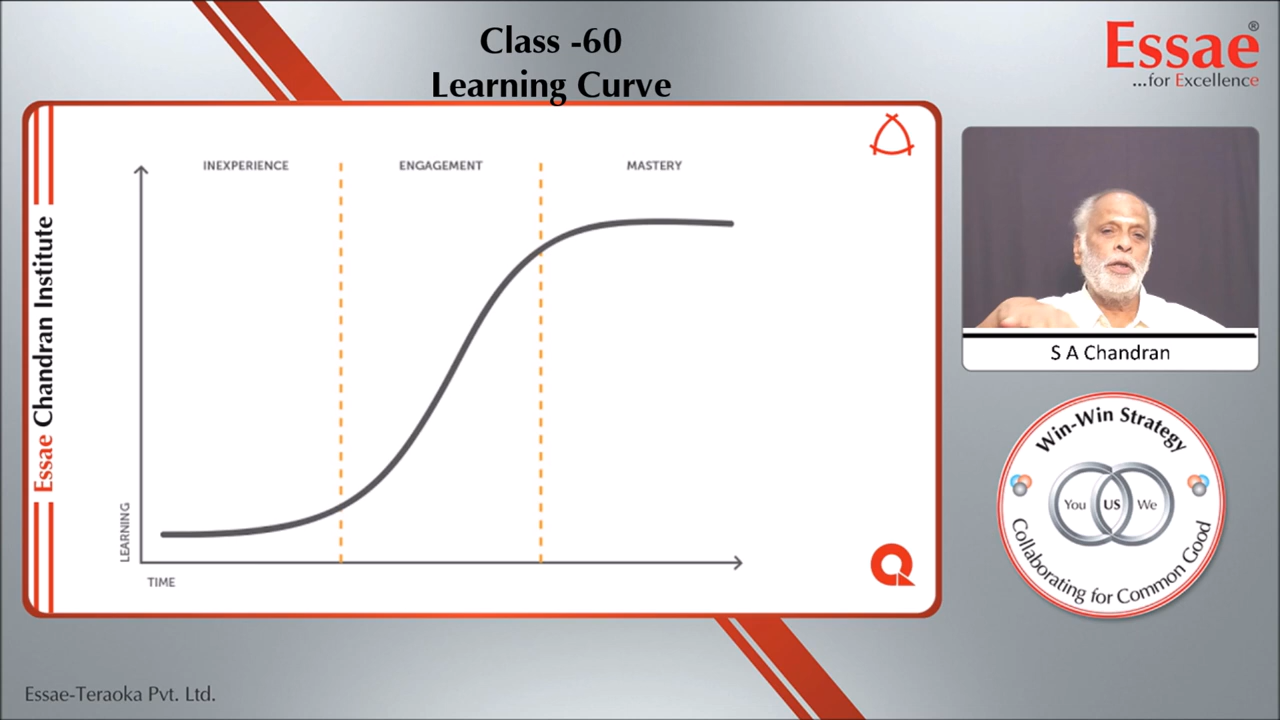 Class -60
Learning Curve
Essae®
...for Excellence
Essae Chandran Institute
INEXPERIENCE
ENGAGEMENT
MASTERY
LEARNING
TIME
S A Chandran
Win-Win Strategy
You
US
We
Collaborating for Common Good
Essae-Teraoka Pvt. Ltd.